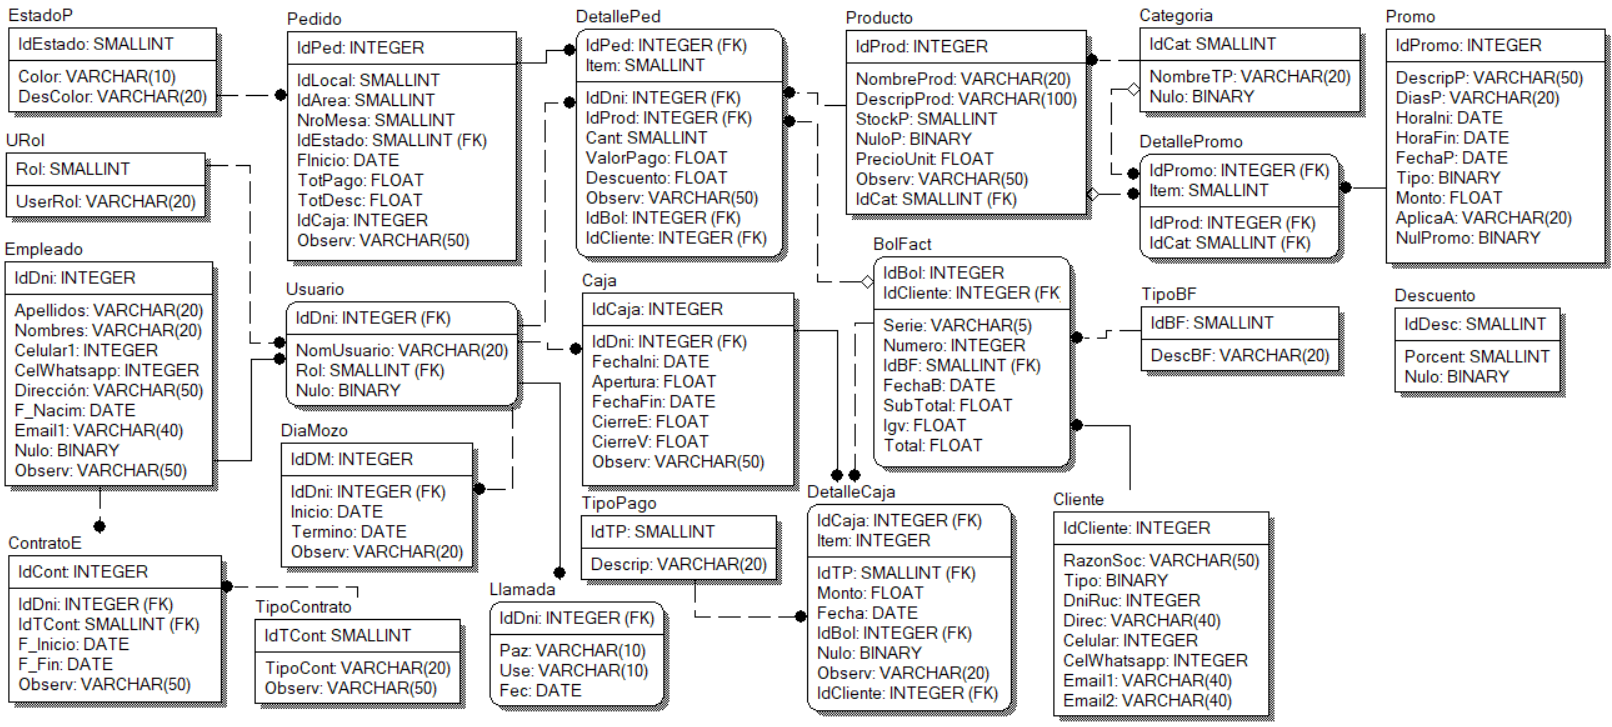 EstadoP
IdEstado: SMALLINT
Color: VARCHAR(10)
DesColor: VARCHAR(20)
URol
Rol: SMALLINT
UserRol: VARCHAR(20)
Empleado
IdDni: INTEGER
Apellidos: VARCHAR(20)
Nombres: VARCHAR(20)
Celular1: INTEGER
CelWhatsapp: INTEGER
Dirección: VARCHAR(50)
F_Nacim: DATE
Email1: VARCHAR(40)
Nulo: BINARY
Observ: VARCHAR(50)
ContratoE
IdCont: INTEGER
IdDni: INTEGER (FK)
IdTCont: SMALLINT (FK)
F_Inicio: DATE
F_Fin: DATE
Observ: VARCHAR(50)
Pedido
IdPed: INTEGER
IdLocal: SMALLINT
IdArea: SMALLINT
NroMesa: SMALLINT
IdEstado: SMALLINT (FK)
FInicio: DATE
TotPago: FLOAT
TotDesc: FLOAT
IdCaja: INTEGER
Observ: VARCHAR(50)
Usuario
IdDni: INTEGER (FK)
NomUsuario: VARCHAR(20)
Rol: SMALLINT (FK)
Nulo: BINARY
DiaMozo
IdDM: INTEGER
IdDni: INTEGER (FK)
Inicio: DATE
Termino: DATE
Observ: VARCHAR(20)
TipoContrato
IdTCont: SMALLINT
TipoCont: VARCHAR(20)
Observ: VARCHAR(50)
DetallePed
IdPed: INTEGER (FK)
Item: SMALLINT
IdDni: INTEGER (FK)
IdProd: INTEGER (FK)
Cant: SMALLINT
ValorPago: FLOAT
Descuento: FLOAT
Observ: VARCHAR(50)
IdBol: INTEGER (FK)
IdCliente: INTEGER (FK)
Caja
IdCaja: INTEGER
IdDni: INTEGER (FK)
FechaIni: DATE
Apertura: FLOAT
FechaFin: DATE
CierreE: FLOAT
CierreV: FLOAT
Observ: VARCHAR(50)
TipoPago
IdTP: SMALLINT
Descrip: VARCHAR(20)
Llamada
IdDni: INTEGER (FK)
Paz: VARCHAR(10)
Use: VARCHAR(10)
Fec: DATE
Producto
IdProd: INTEGER
NombreProd: VARCHAR(20)
DescripProd: VARCHAR(100)
StockP: SMALLINT
NuloP: BINARY
PrecioUnit: FLOAT
Observ: VARCHAR(50)
IdCat: SMALLINT (FK)
BolFact
IdBol: INTEGER
IdCliente: INTEGER (FK
Serie: VARCHAR(5)
Numero: INTEGER
IdBF: SMALLINT (FK)
FechaB: DATE
SubTotal: FLOAT
Igv: FLOAT
Total: FLOAT
DetalleCaja
IdCaja: INTEGER (FK)
Item: INTEGER
IdTP: SMALLINT (FK)
Monto: FLOAT
Fecha: DATE
IdBol: INTEGER (FK)
Nulo: BINARY
Observ: VARCHAR(20)
IdCliente: INTEGER (FK)
Categoria
IdCat: SMALLINT
NombreTP: VARCHAR(20)
Nulo: BINARY
DetallePromo
IdPromo: INTEGER (FK)
Item: SMALLINT
IdProd: INTEGER (FK)
IdCat: SMALLINT (FK)
TipoBF
IdBF: SMALLINT
DescBF: VARCHAR(20)
Cliente
IdCliente: INTEGER
RazonSoc: VARCHAR(50)
Tipo: BINARY
DniRuc: INTEGER
Direc: VARCHAR(40)
Celular: INTEGER
CelWhatsapp: INTEGER
Email1: VARCHAR(40)
Email2: VARCHAR(40)
Promo
IdPromo: INTEGER
DescripP: VARCHAR(50)
DiasP: VARCHAR(20)
HoraIni: DATE
HoraFin: DATE
FechaP: DATE
Tipo: BINARY
Monto: FLOAT
AplicaA: VARCHAR(20)
NulPromo: BINARY
Descuento
IdDesc: SMALLINT
Porcent: SMALLINT
Nulo: BINARY